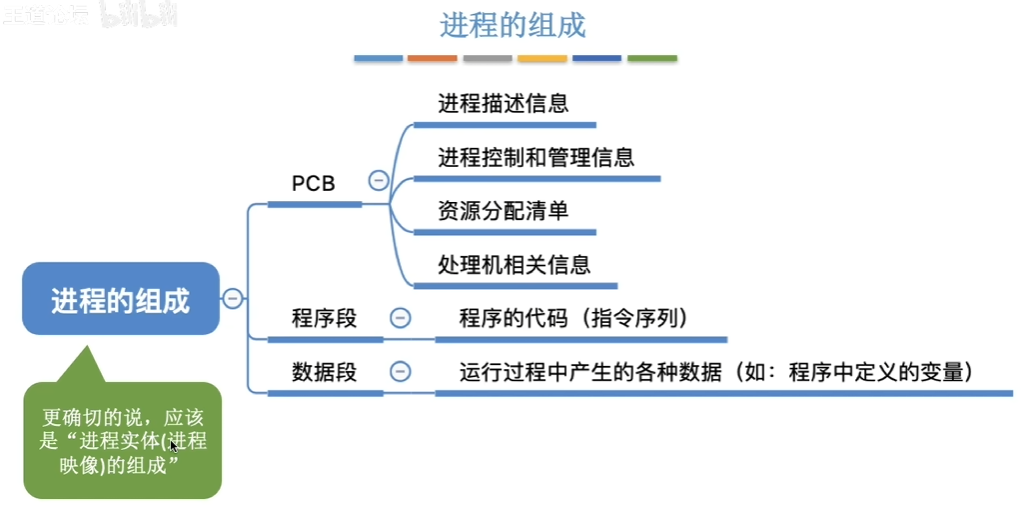 bilibili
进程的组成
进程描述信息
进程控制和管理信息
PCB
资源分配清单
处理机相关信息
进程的组成
程序段
程序的代码（指令序列）
数据段
运行过程中产生的各种数据（如：程序中定义的变量）
更确切的说，应该
是“进程实体(进程
映像)的组成”